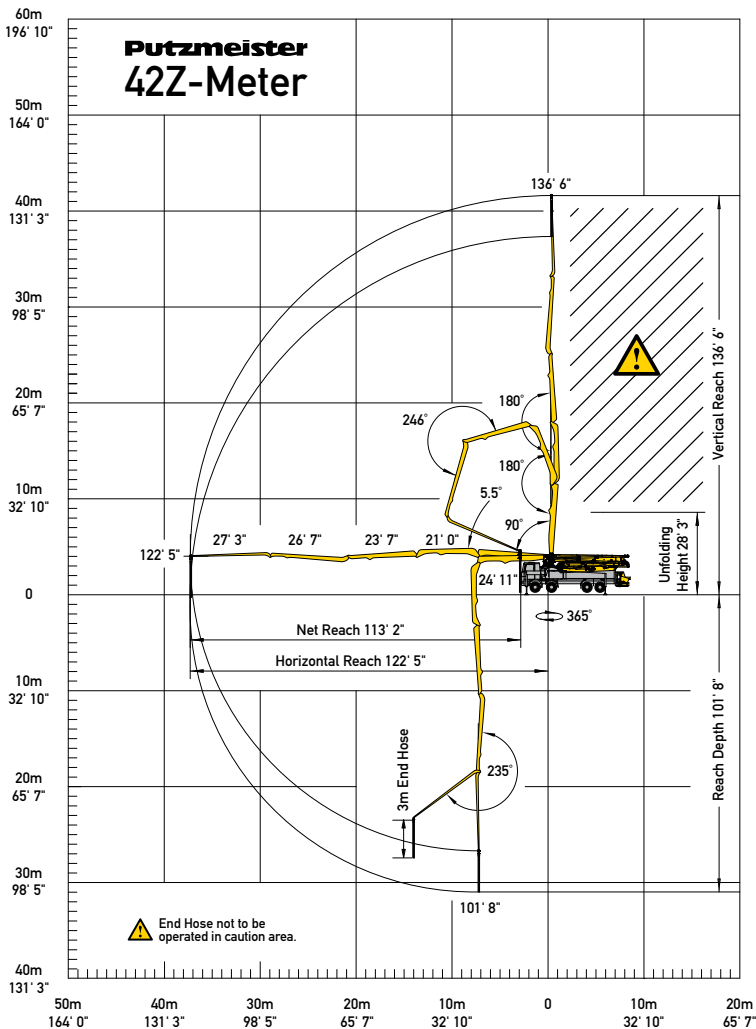 60m
196' 10"
Putzmeister
42Z-Meter
50m
164' 0"
136' 6"
40m
131' 3"
30m
98' 5"
Vertical Reach 136' 6"
20m
65' 7"
180°
246°
180°
10m
32' 10"
5.5°
90°
Unfolding
Height 28' 3"
27' 3"
26' 7"
23' 7"
21' 0"
122' 5"
24' 11"
0
365°
Net Reach 113' 2"
Horizontal Reach 122' 5"
10m
32' 10"
Reach Depth 101' 8"
235°
3m End Hose
20m
65' 7"
30m
98' 5"
101' 8"
End Hose not to be
operated in caution area.
40m
131' 3"
50m 40m 30m 20m 10m 0 10m 20m
164' 0" 131' 3" 98' 5" 65' 7" 32' 10" 32' 10" 65' 7"